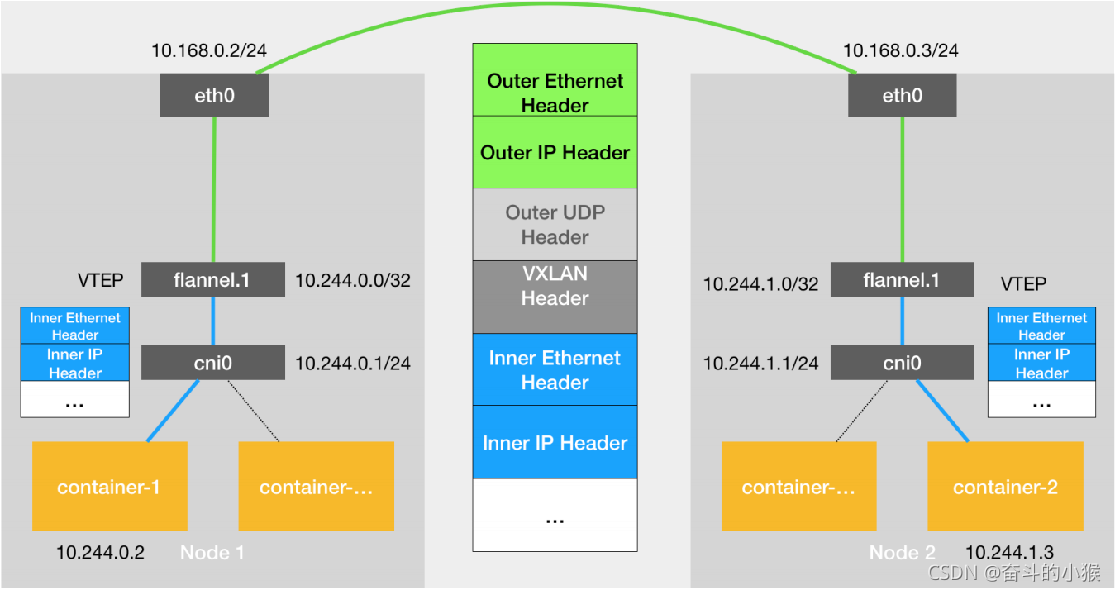 10.168.0.2/24
eth0
VTEP
flannel.1
10.244.0.0/32
Inner Ethernet
Header
Inner IP
Header
...
cni0
10.244.0.1/24
container-1
container-...
10.244.0.2
Node 1
Outer Ethernet
Header
Outer IP Header
Outer UDP
Header
VXLAN
Header
Inner Ethernet
Header
Inner IP Header
...
10.168.0.3/24
eth0
10.244.1.0/32
flannel.1
VTEP
10.244.1.1/24
cni0
Inner Ethernet
Header
Inner IP
Header
...
container-...
container-2
Node 2
10.244.1.3
CSDN @奋斗的小猴